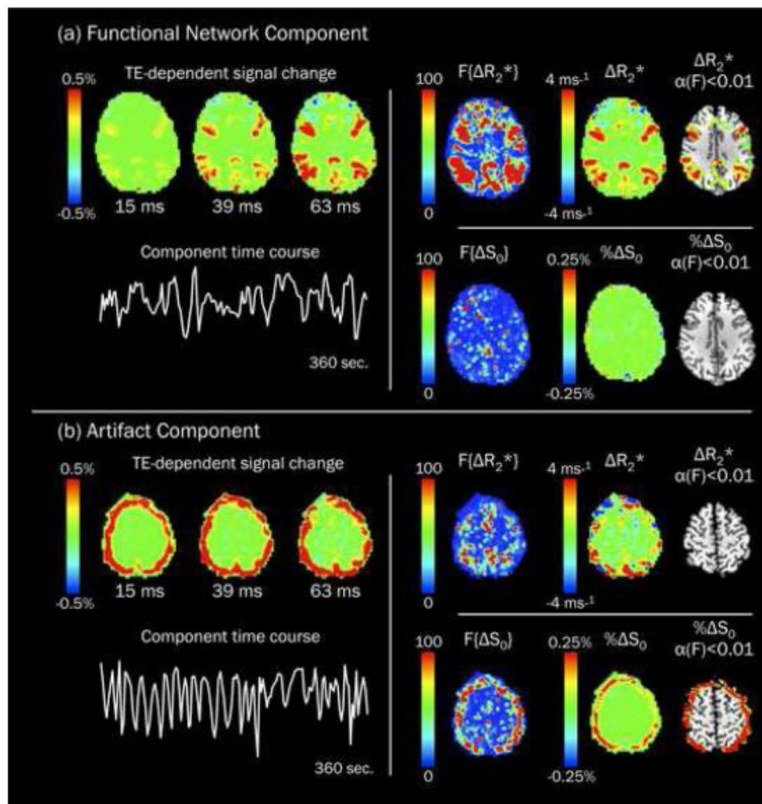 (a) Functional Network Component
TE-dependent signal change
0.5%
-0.5%
15 ms
39 ms
63 ms
Component time course
360 sec.
F{ΔR₂*}
100
0
ΔR₂*
4 ms⁻¹
-4 ms⁻¹
ΔR₂*
α(F)<0.01
F{ΔS₀}
100
0
%ΔS₀
0.25%
-0.25%
%ΔS₀
α(F)<0.01
(b) Artifact Component
TE-dependent signal change
0.5%
-0.5%
15 ms
39 ms
63 ms
Component time course
360 sec.
F{ΔR₂*}
100
0
ΔR₂*
4 ms⁻¹
-4 ms⁻¹
ΔR₂*
α(F)<0.01
F{ΔS₀}
100
0
%ΔS₀
0.25%
-0.25%
%ΔS₀
α(F)<0.01